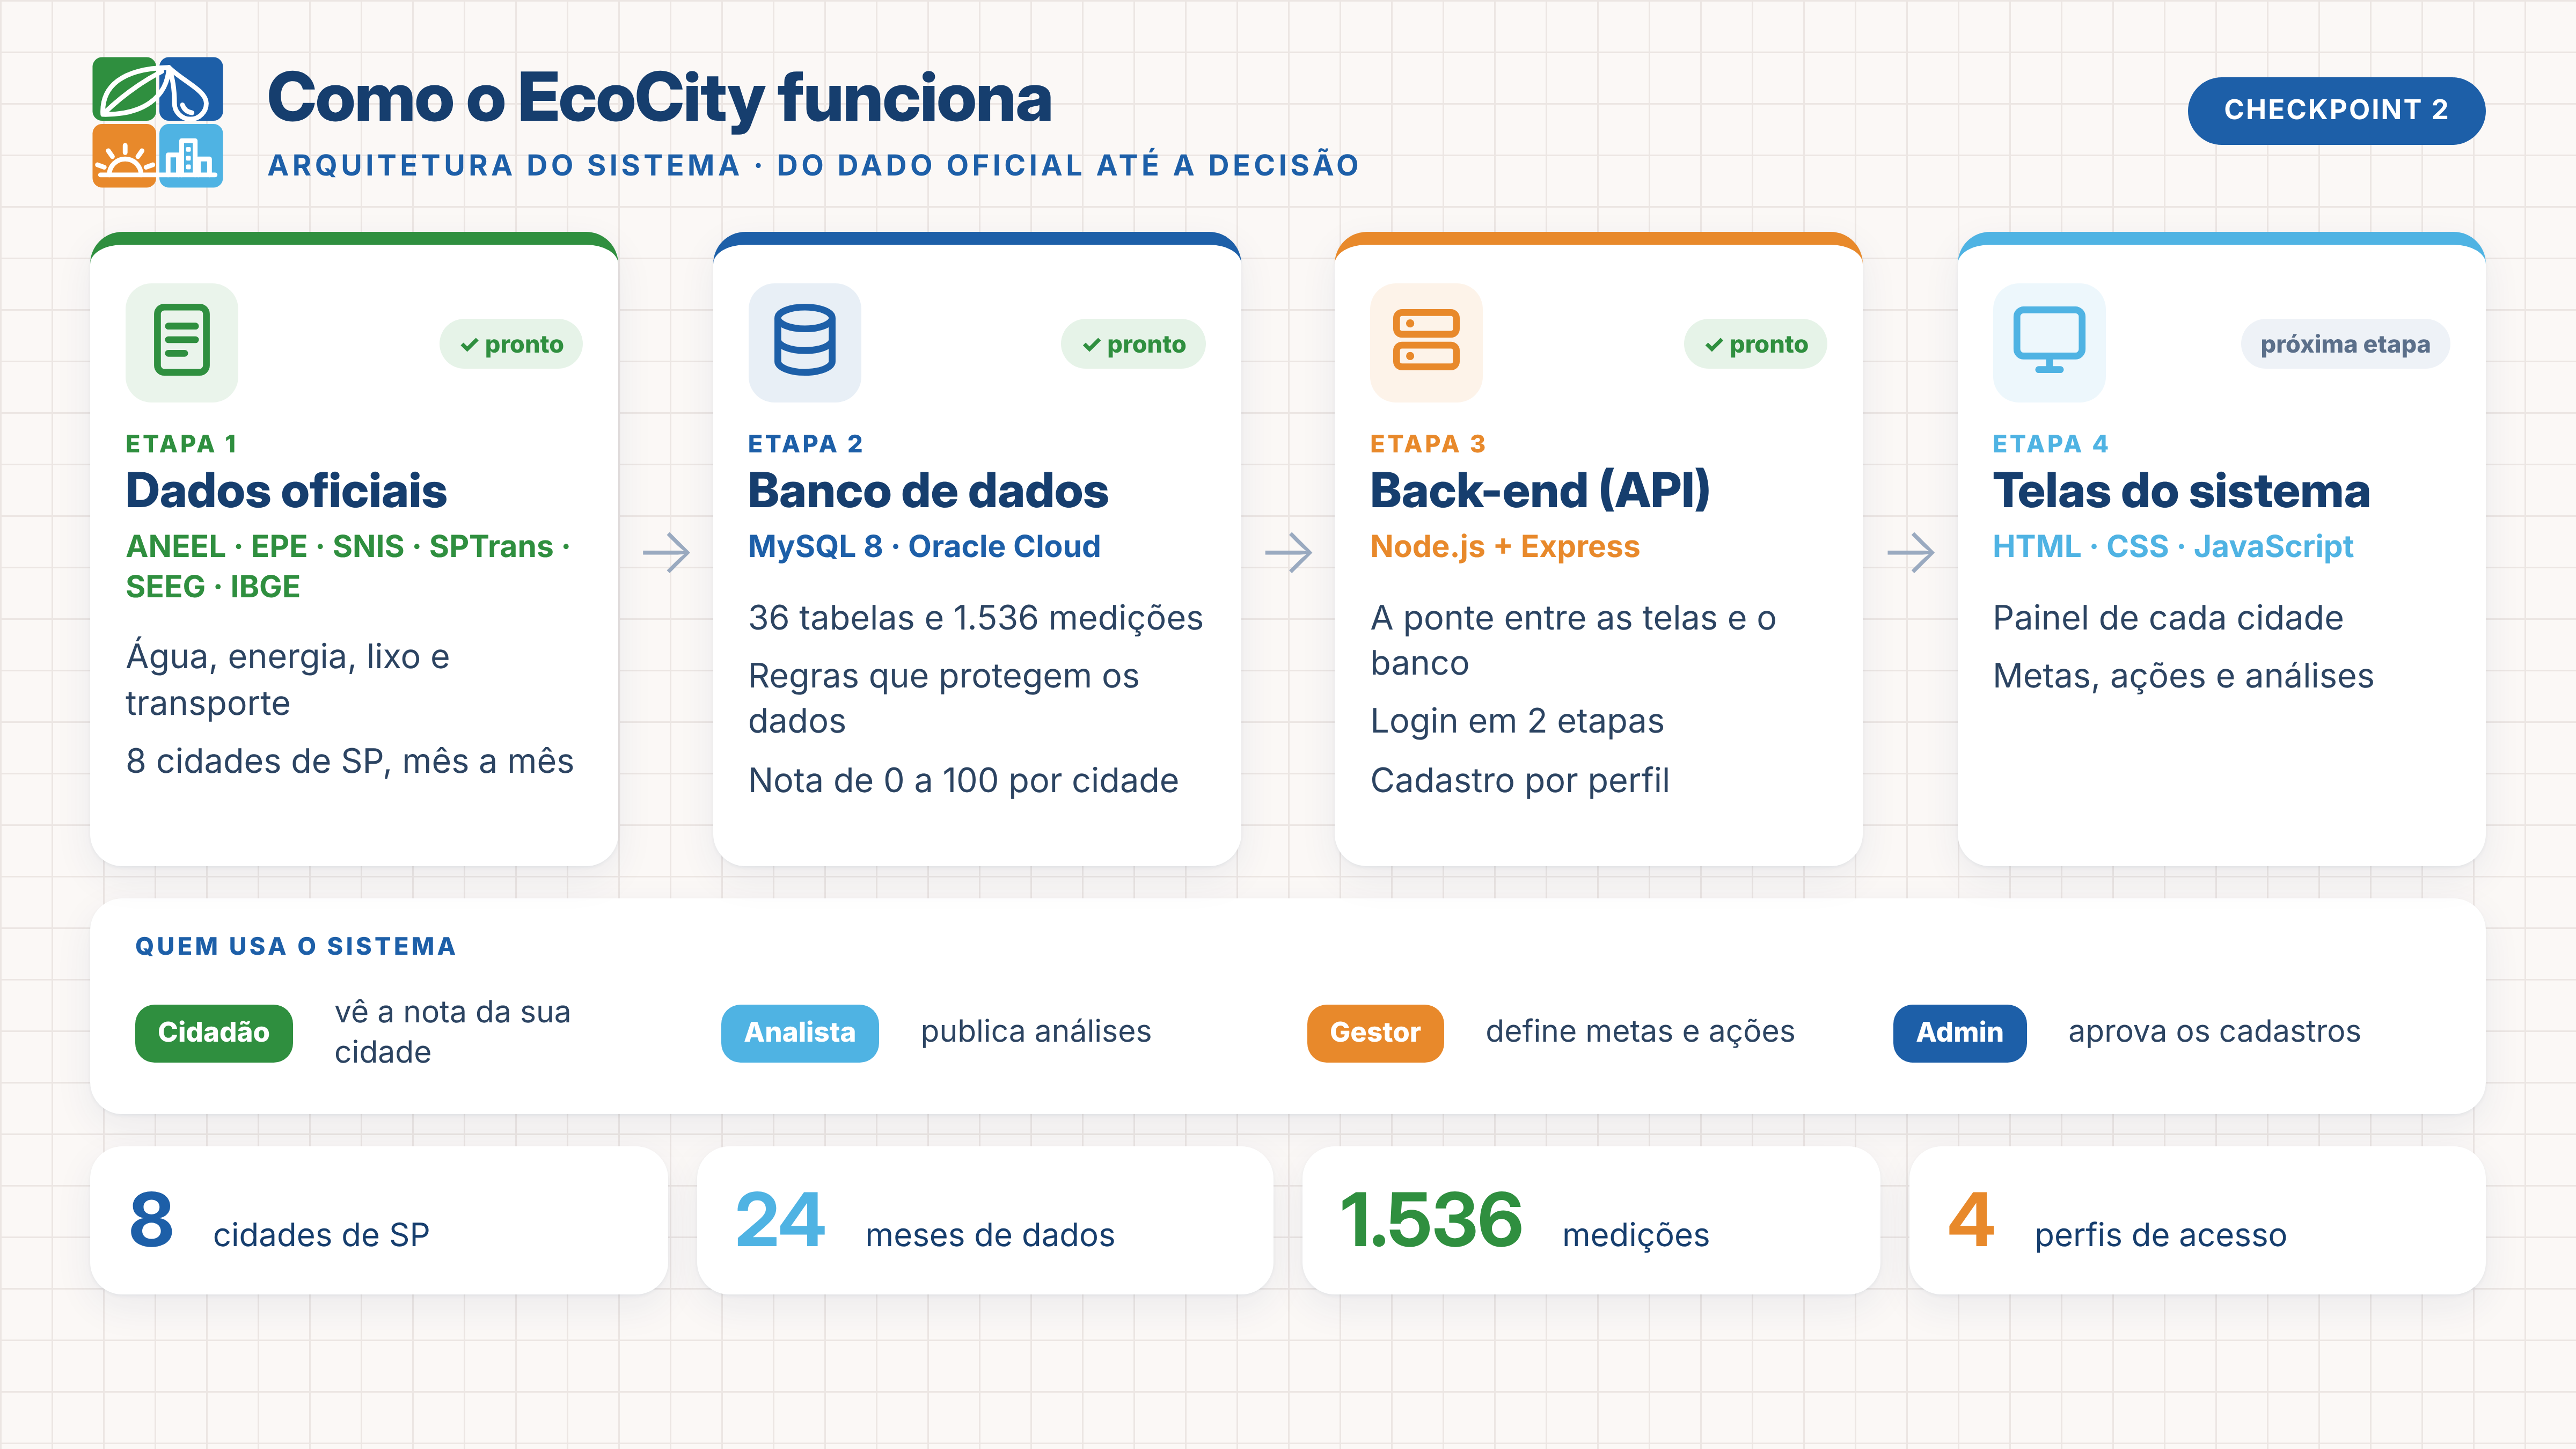 Como o EcoCity funciona
ARQUITETURA DO SISTEMA · DO DADO OFICIAL ATÉ A DECISÃO
CHECKPOINT 2
✓ pronto
ETAPA 1
Dados oficiais
ANEEL · EPE · SNIS · SPTrans ·
SEEG · IBGE
Água, energia, lixo e
transporte
8 cidades de SP, mês a mês
✓ pronto
ETAPA 2
Banco de dados
MySQL 8 · Oracle Cloud
36 tabelas e 1.536 medições
Regras que protegem os
dados
Nota de 0 a 100 por cidade
✓ pronto
ETAPA 3
Back-end (API)
Node.js + Express
A ponte entre as telas e o
banco
Login em 2 etapas
Cadastro por perfil
próxima etapa
ETAPA 4
Telas do sistema
HTML · CSS · JavaScript
Painel de cada cidade
Metas, ações e análises
QUEM USA O SISTEMA
Cidadão
vê a nota da sua
cidade
Analista
publica análises
Gestor
define metas e ações
Admin
aprova os cadastros
8 cidades de SP
24 meses de dados
1.536 medições
4 perfis de acesso